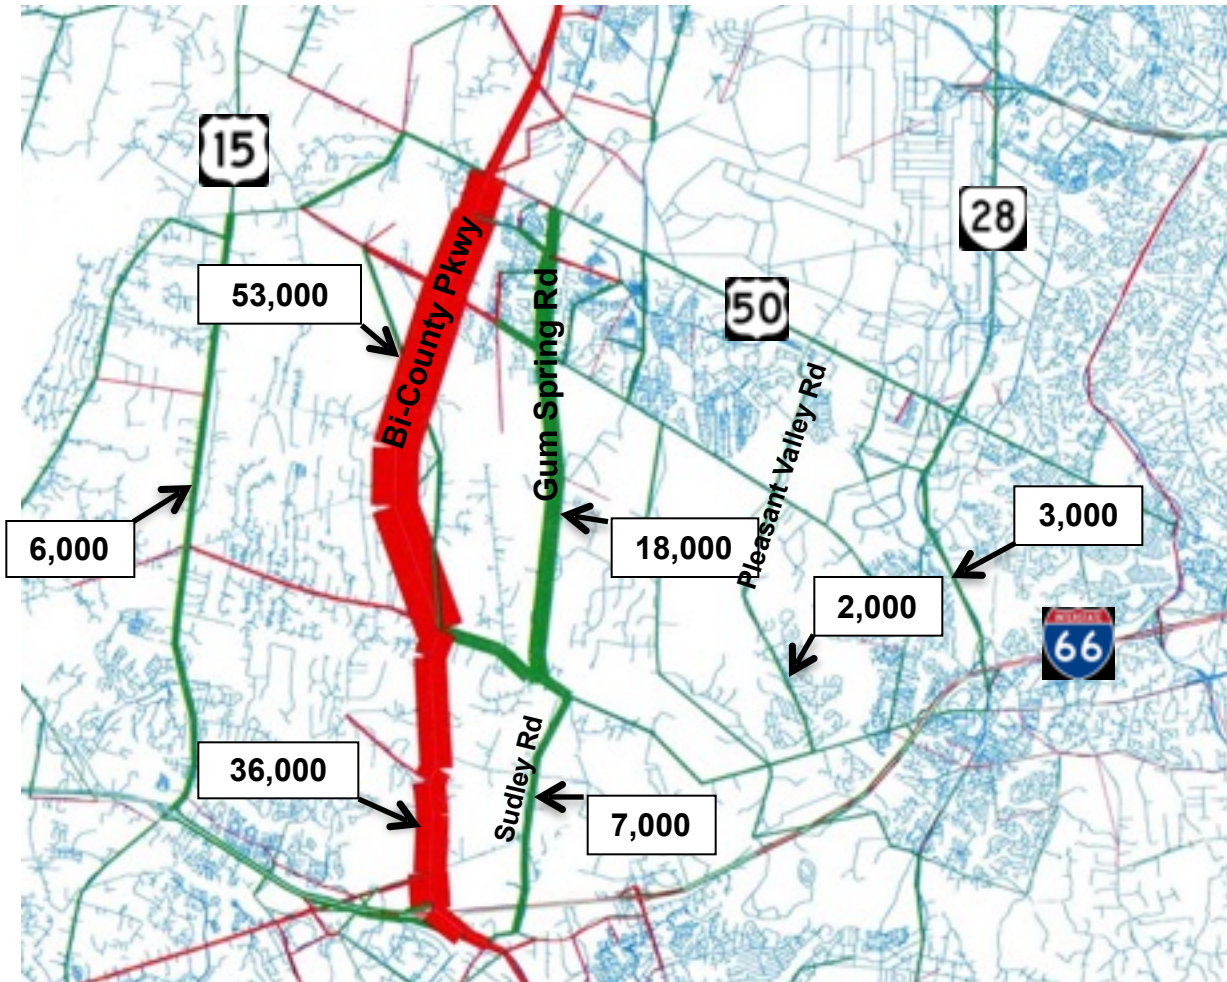 15
28
53,000
Bi-County Pkwy
Gum Spring Rd
50
Pleasant Valley Rd
6,000
18,000
3,000
2,000
INTERSTATE
66
36,000
Sudley Rd
7,000